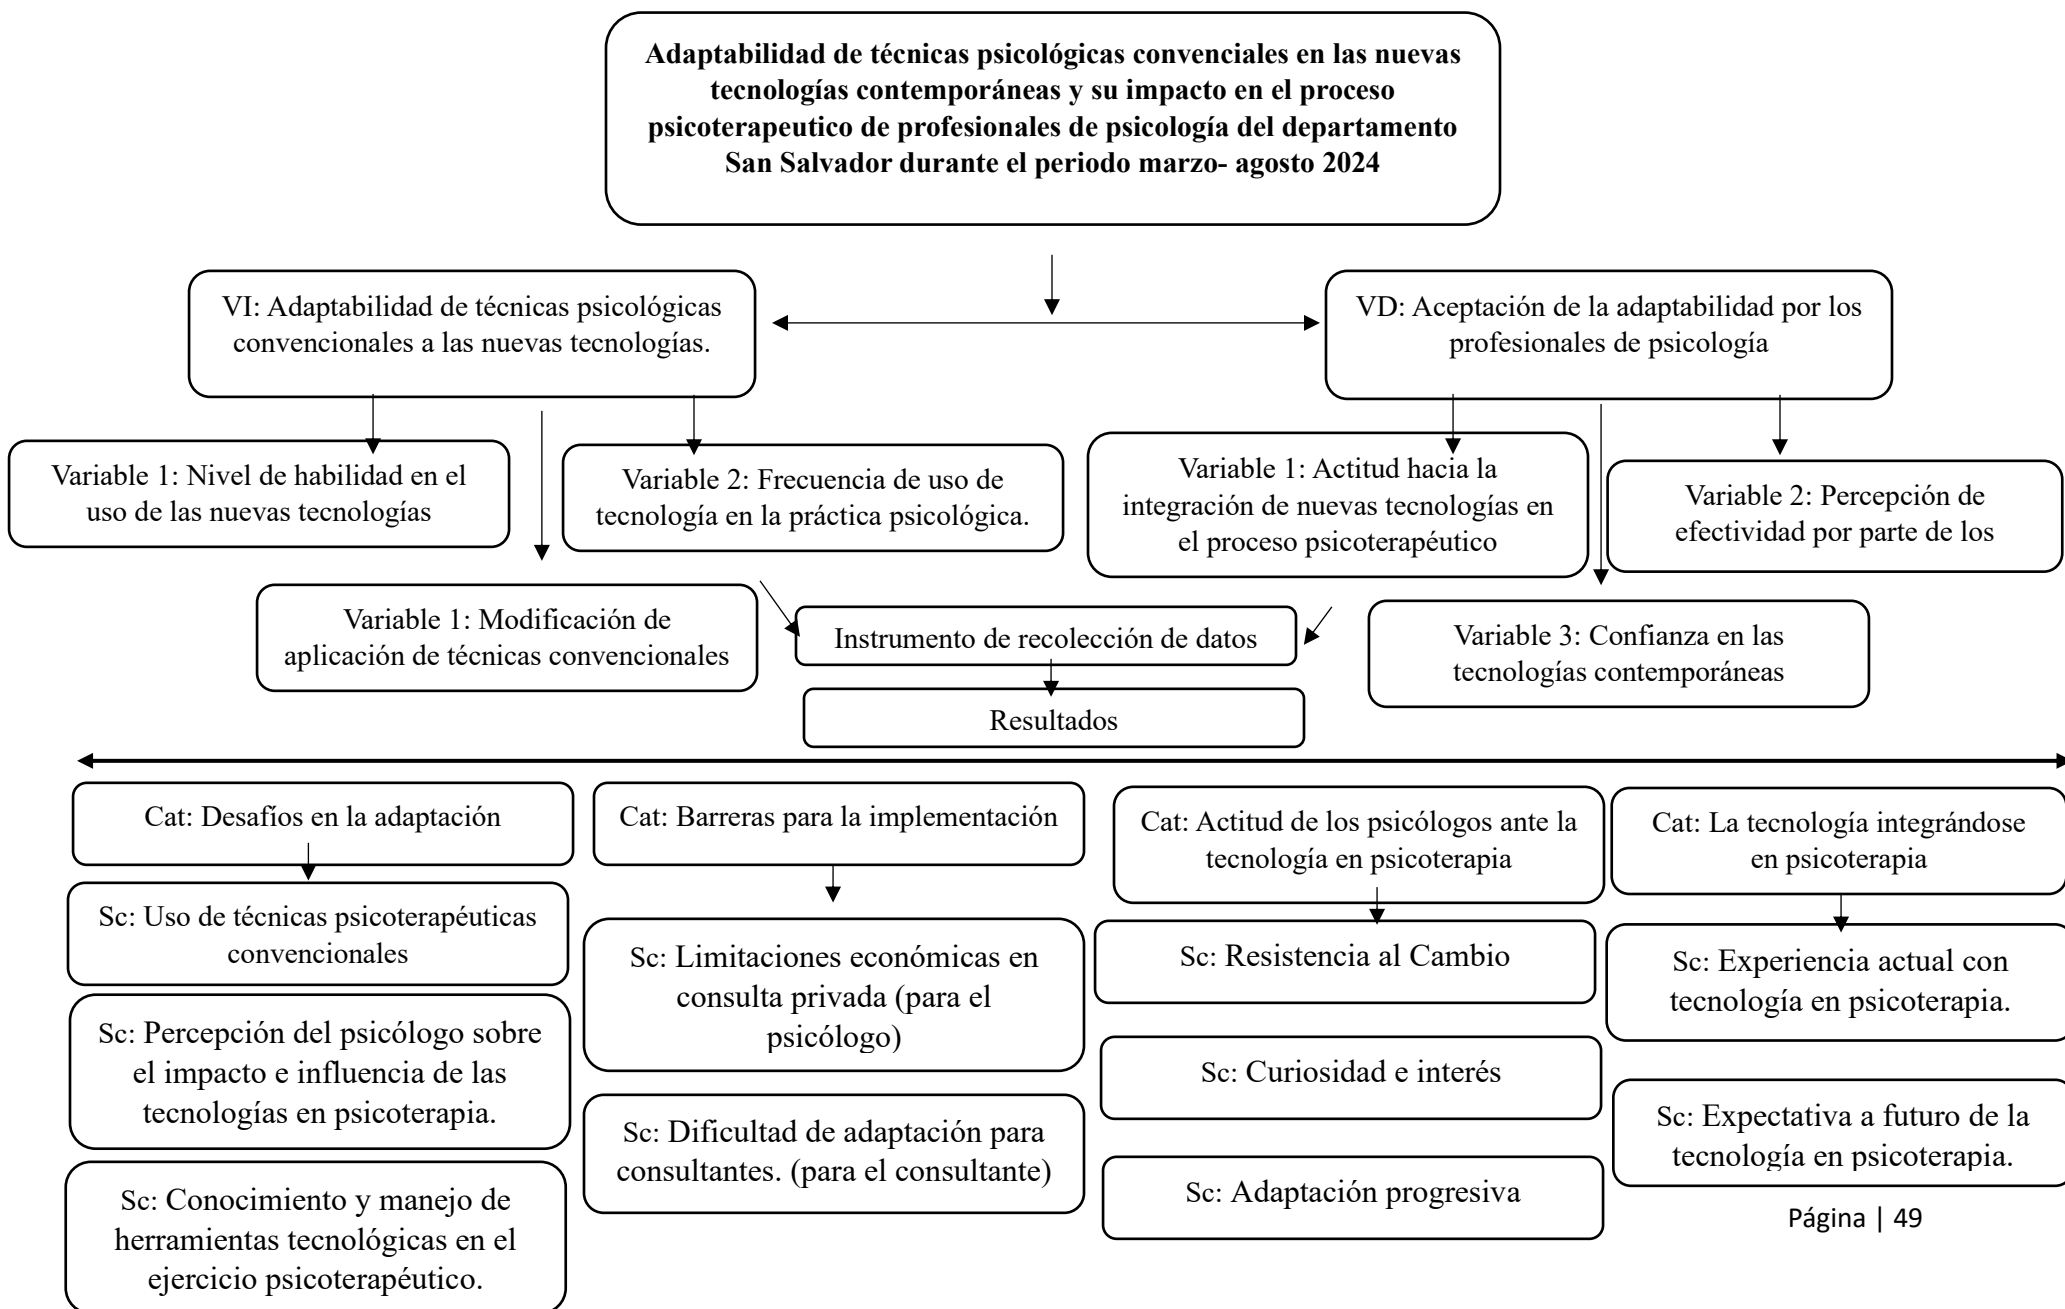 Adaptabilidad de técnicas psicológicas convenciales en las nuevas
tecnologías contemporáneas y su impacto en el proceso
psicoterapeutico de profesionales de psicología del departamento
San Salvador durante el periodo marzo- agosto 2024
VI: Adaptabilidad de técnicas psicológicas
convencionales a las nuevas tecnologías.
VD: Aceptación de la adaptabilidad por los
profesionales de psicología
Variable 1: Nivel de habilidad en el
uso de las nuevas tecnologías
Variable 2: Frecuencia de uso de
tecnología en la práctica psicológica.
Variable 1: Actitud hacia la
integración de nuevas tecnologías en
el proceso psicoterapéutico
Variable 2: Percepción de
efectividad por parte de los
Variable 1: Modificación de
aplicación de técnicas convencionales
Instrumento de recolección de datos
Variable 3: Confianza en las
tecnologías contemporáneas
Resultados
Cat: Desafíos en la adaptación
Sc: Uso de técnicas psicoterapéuticas
convencionales
Sc: Percepción del psicólogo sobre
el impacto e influencia de las
tecnologías en psicoterapia.
Sc: Conocimiento y manejo de
herramientas tecnológicas en el
ejercicio psicoterapéutico.
Cat: Barreras para la implementación
Sc: Limitaciones económicas en
consulta privada (para el
psicólogo)
Sc: Dificultad de adaptación para
consultantes. (para el consultante)
Cat: Actitud de los psicólogos ante la
tecnología en psicoterapia
Sc: Resistencia al Cambio
Sc: Curiosidad e interés
Sc: Adaptación progresiva
Cat: La tecnología integrándose
en psicoterapia
Sc: Experiencia actual con
tecnología en psicoterapia.
Sc: Expectativa a futuro de la
tecnología en psicoterapia.
Página | 49